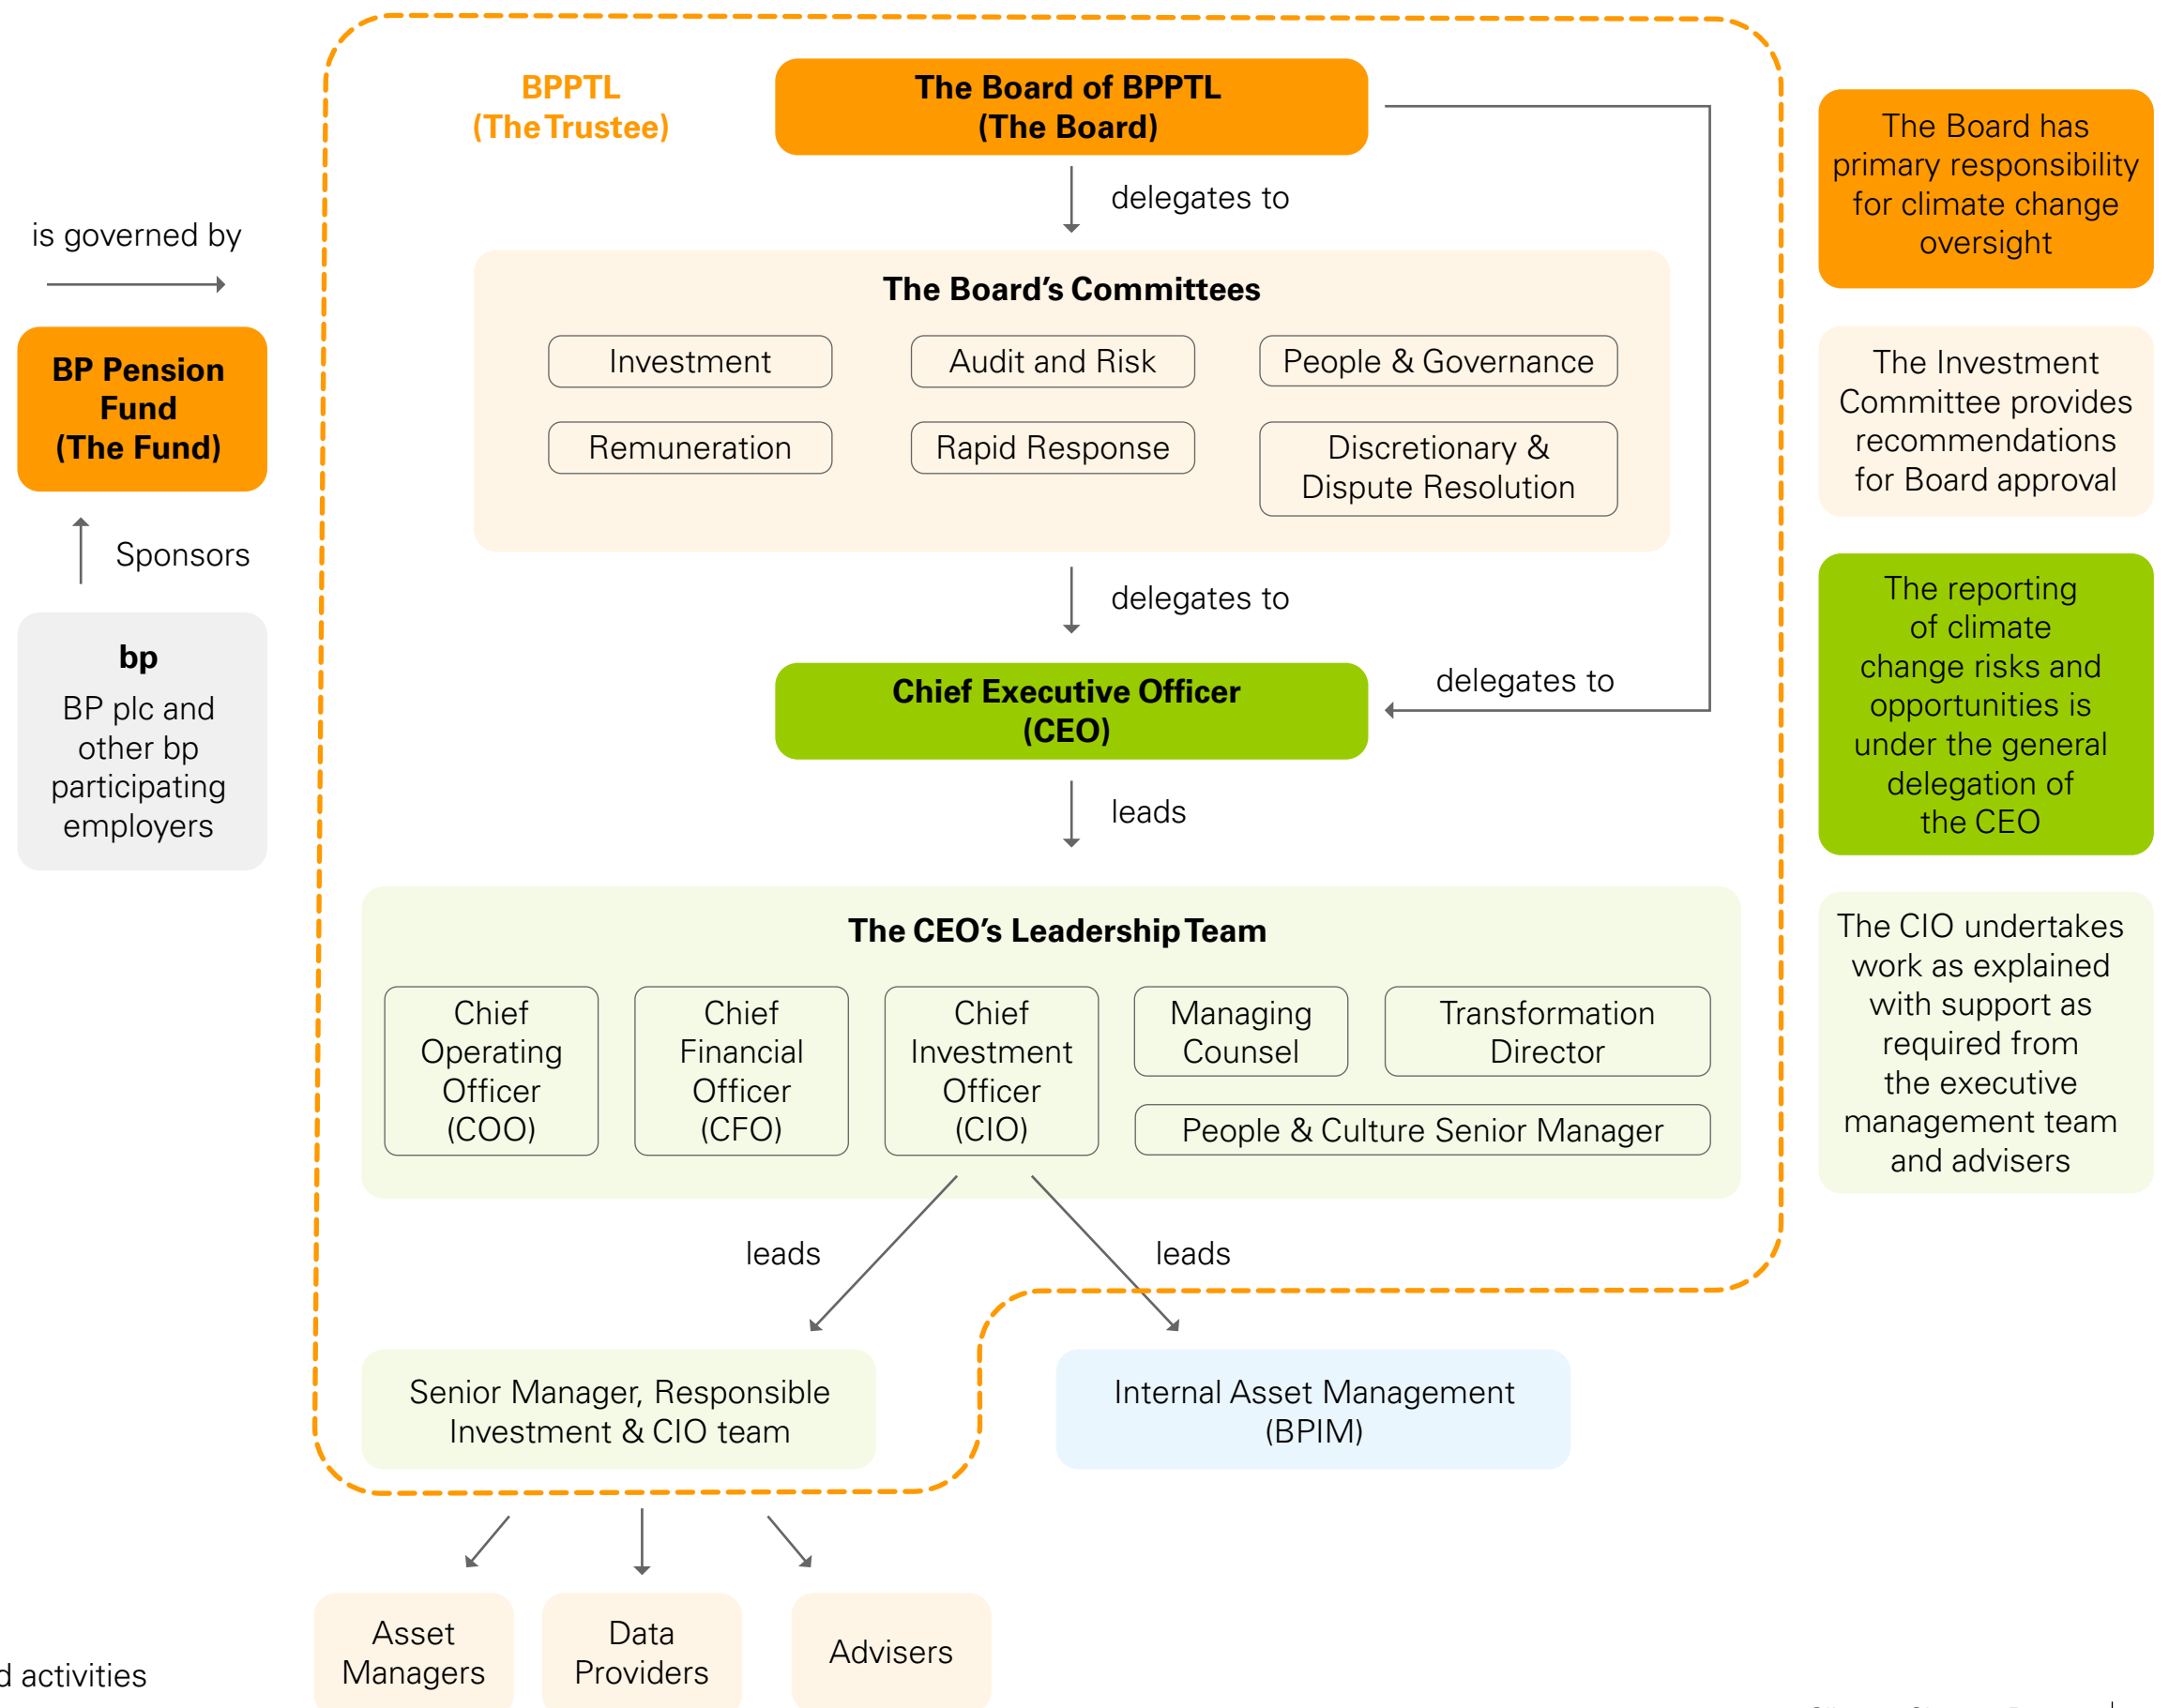 is governed by
BP Pension
Fund
(The Fund)
Sponsors
bp
BP plc and
other bp
participating
employers
BPPTL
(The Trustee)
The Board of BPPTL
(The Board)
delegates to
The Board’s Committees
Investment
Audit and Risk
People & Governance
Remuneration
Rapid Response
Discretionary &
Dispute Resolution
delegates to
Chief Executive Officer
(CEO)
delegates to
leads
The CEO’s Leadership Team
Chief
Operating
Officer
(COO)
Chief
Financial
Officer
(CFO)
Chief
Investment
Officer
(CIO)
Managing
Counsel
Transformation
Director
People & Culture Senior Manager
leads
leads
Senior Manager, Responsible
Investment & CIO team
Internal Asset Management
(BPIM)
Asset
Managers
Data
Providers
Advisers
The Board has
primary responsibility
for climate change
oversight
The Investment
Committee provides
recommendations
for Board approval
The reporting
of climate
change risks and
opportunities is
under the general
delegation of
the CEO
The CIO undertakes
work as explained
with support as
required from
the executive
management team
and advisers
activities